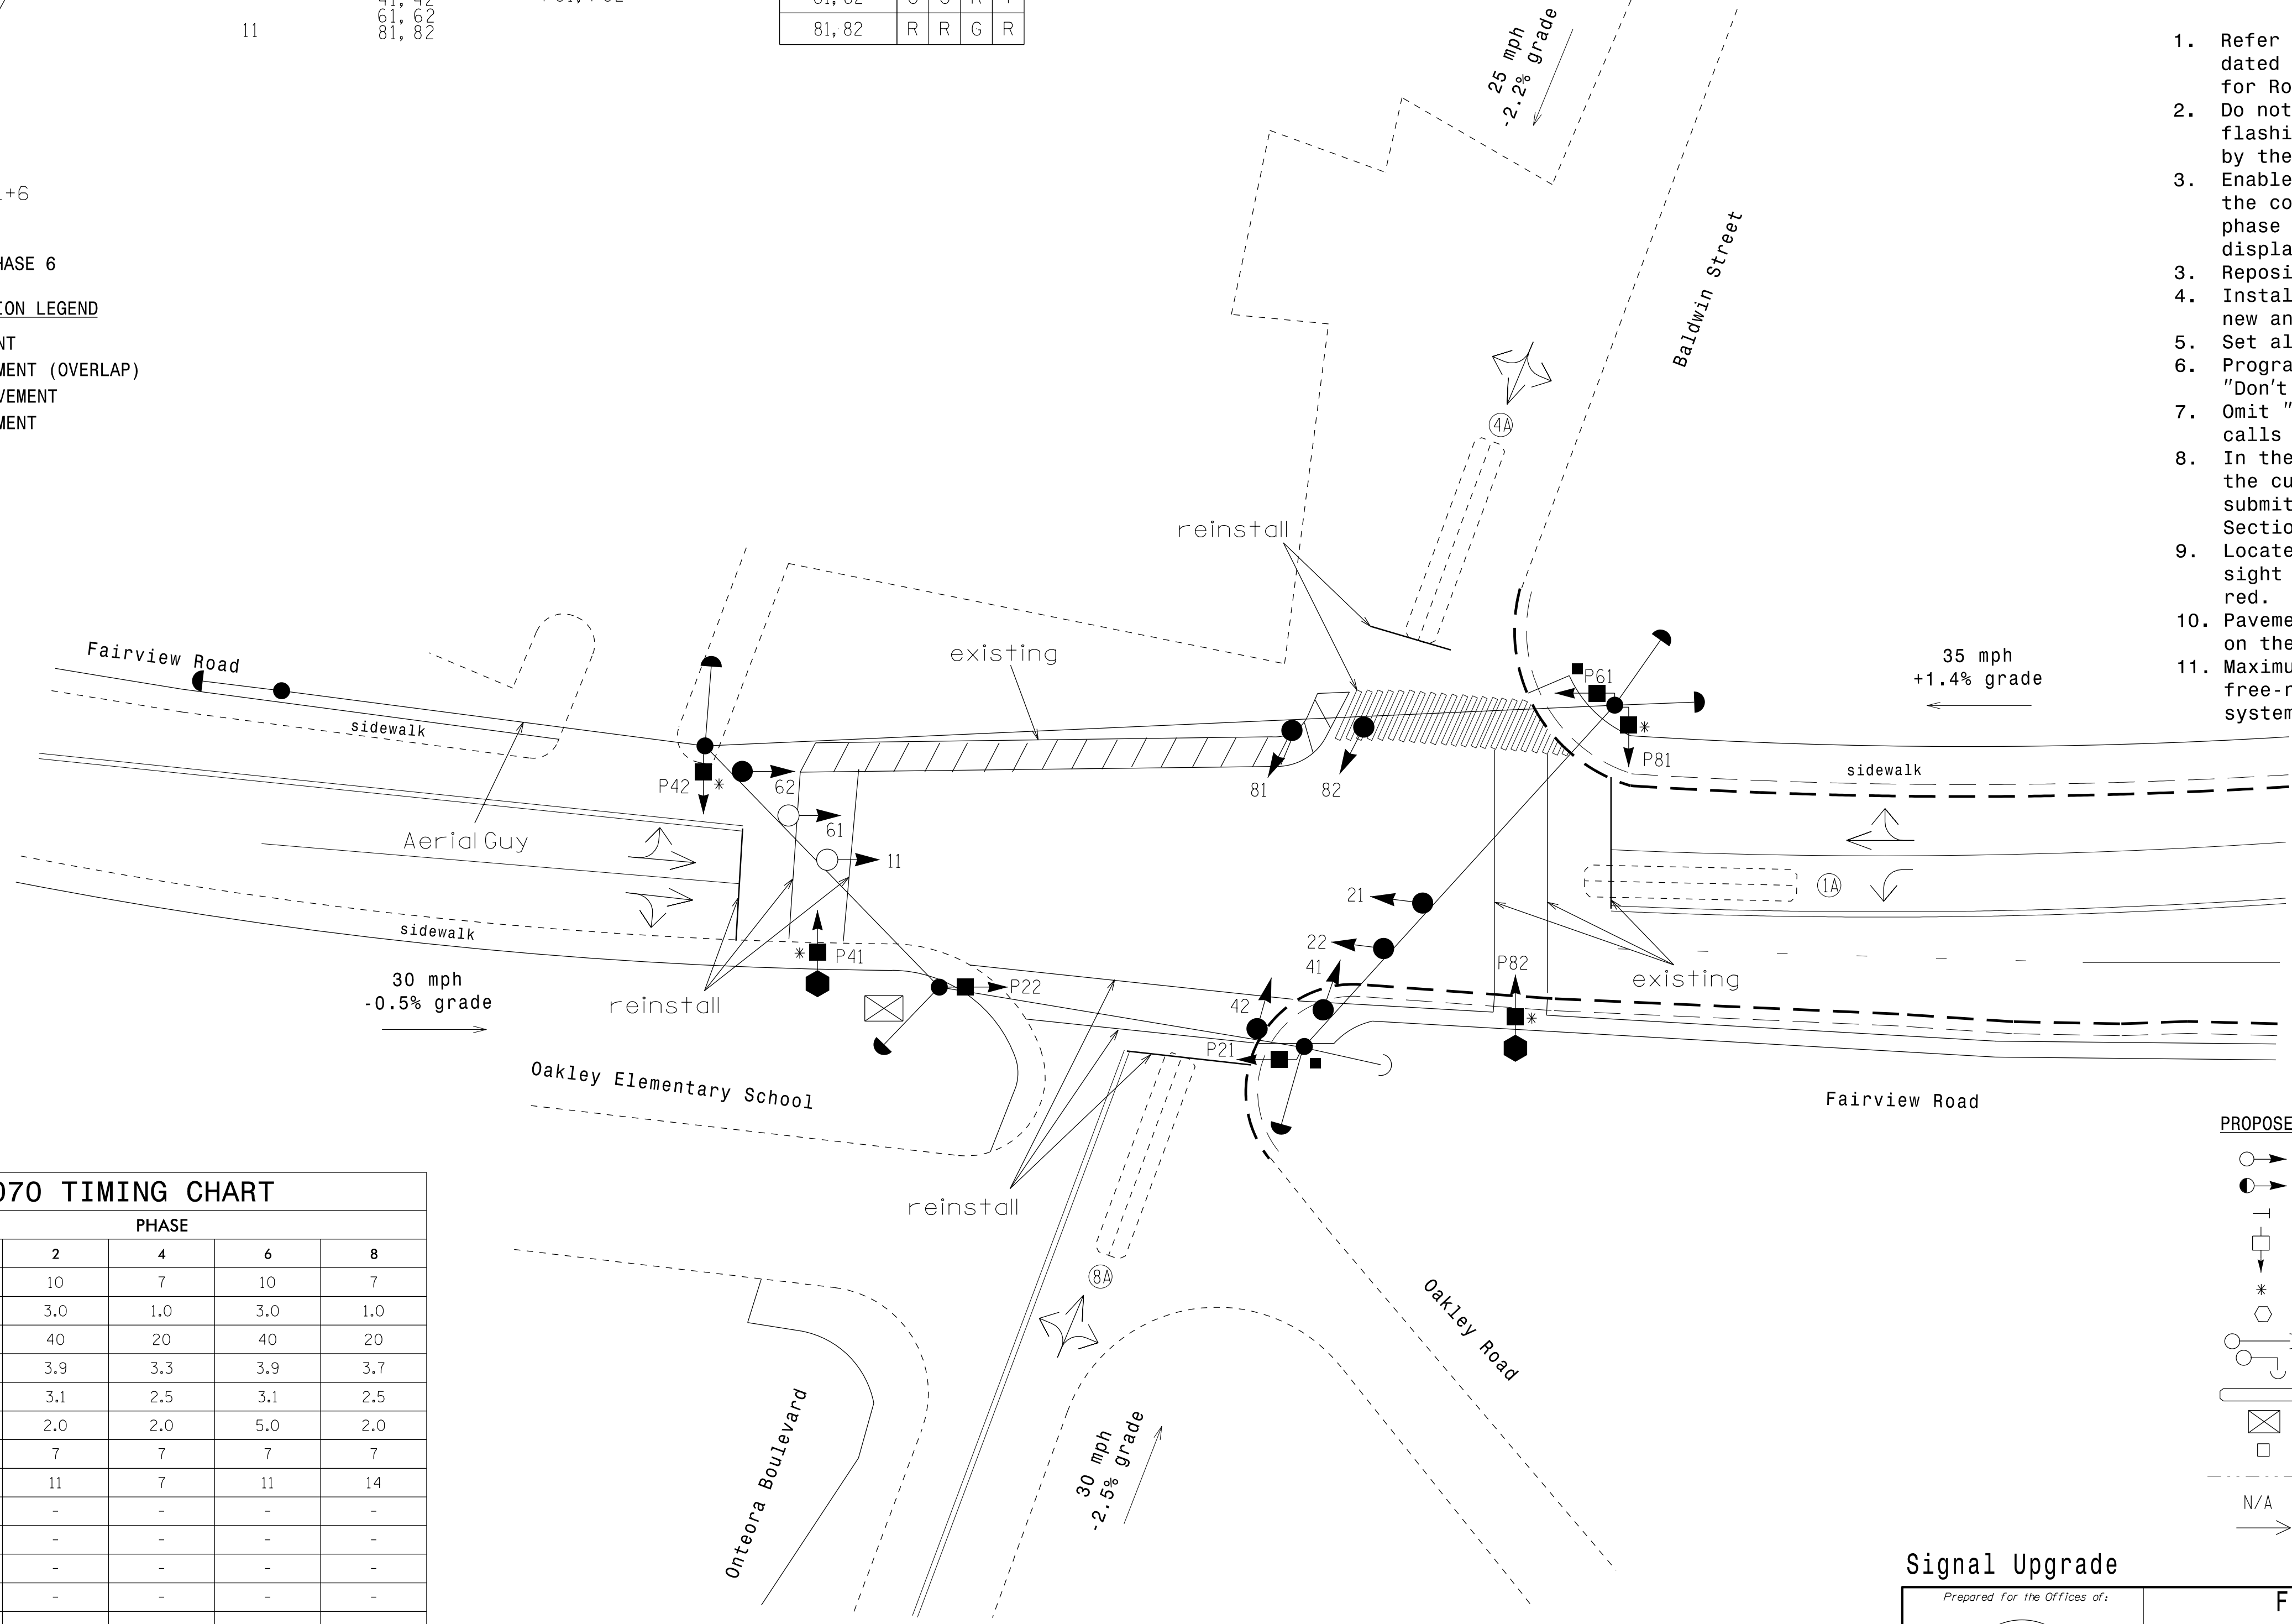 61, 62
11
81, 82
81,82 R R G R
HASE 6
ION LEGEND
MENT (OVERLAP)
VEMENT
MENT
25 mph
-2.2% grade
Baldwin Street
4A
reinstall
existing
Fairview Road
sidewalk
Aerial Guy
P42
*
62
61
11
81
82
P61
*
P81
35 mph
+1.4% grade
sidewalk
1A
21
22
41
42
P82
*
existing
sidewalk
* P41
P22
30 mph
-0.5% grade
reinstall
P21
Oakley Elementary School
Fairview Road
reinstall
8A
Oakley Road
Onteora Boulevard
30 mph
-2.5% grade
1. Refer
dated
for Ro
2. Do not
flashi
by the
3. Enable
the co
phase
displa
3. Reposi
4. Instal
new an
5. Set al
6. Progra
"Don't
7. Omit "
calls
8. In the
the cu
submit
Sectio
9. Locate
sight
red.
10. Paveme
on the
11. Maximu
free-r
system
PROPOSE
*
N/A
070 TIMING CHART
PHASE
2 4 6 8
10 7 10 7
3.0 1.0 3.0 1.0
40 20 40 20
3.9 3.3 3.9 3.7
3.1 2.5 3.1 2.5
2.0 2.0 5.0 2.0
7 7 7 7
11 7 11 14
- - - -
- - - -
- - - -
- - - -
Signal Upgrade
Prepared for the Offices of:
F